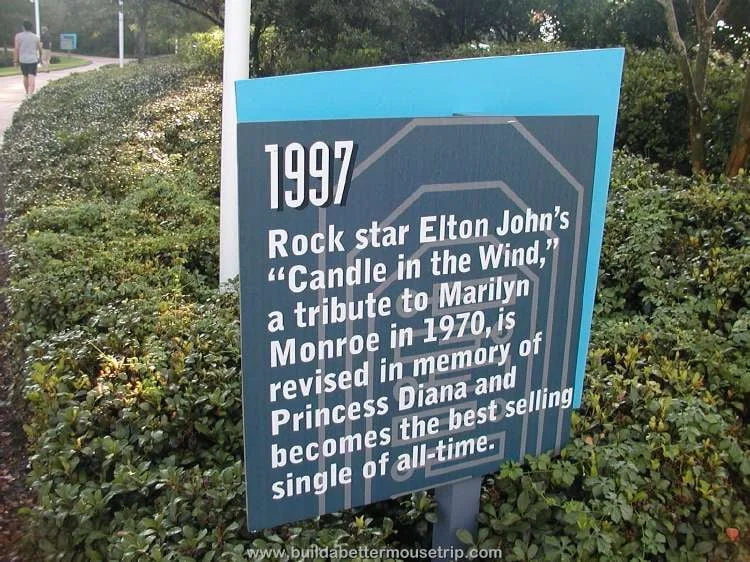 1997
Rock star Elton John's
“Candle in the Wind,”
a tribute to Marilyn
Monroe in 1970, is
revised in memory of
Princess Diana and
becomes the best selling
single of all-time.
www.buildabettermousetrip.com